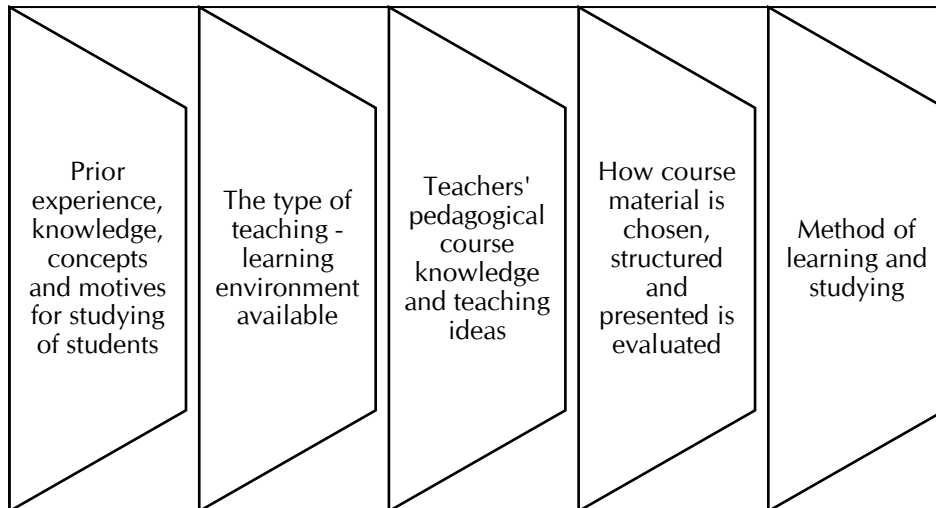 Prior
experience,
knowledge,
concepts
and motives
for studying
of students
The type of
teaching -
learning
environment
available
Teachers'
pedagogical
course
knowledge
and teaching
ideas
How course
material is
chosen,
structured
and
presented is
evaluated
Method of
learning and
studying